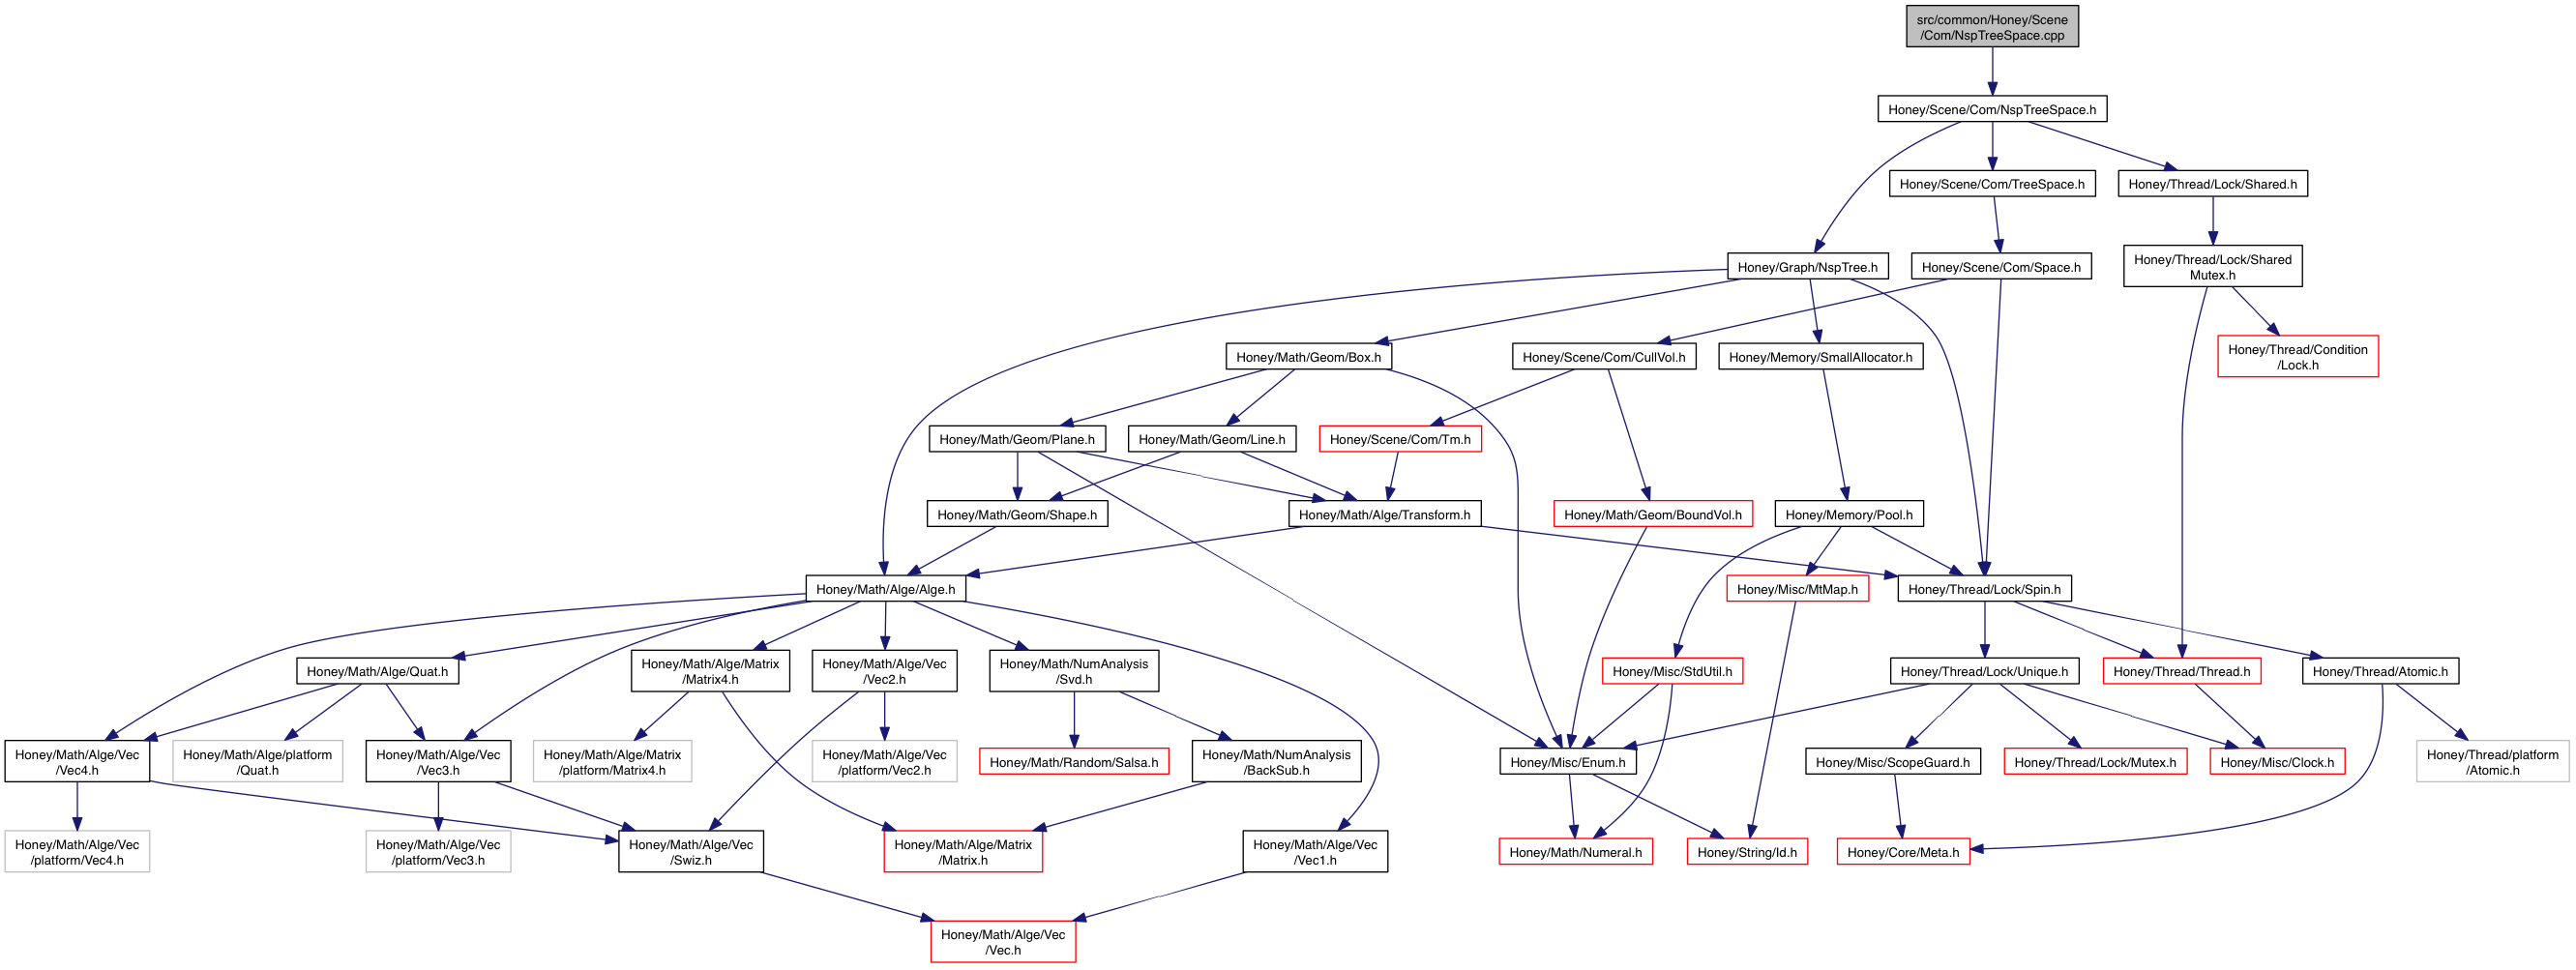 src/common/Honey/Scene
/Com/NspTreeSpace.cpp
Honey/Scene/Com/NspTreeSpace.h
Honey/Scene/Com/TreeSpace.h
Honey/Thread/Lock/Shared.h
Honey/Graph/NspTree.h
Honey/Scene/Com/Space.h
Honey/Thread/Lock/Shared
Mutex.h
Honey/Math/Geom/Box.h
Honey/Scene/Com/CullVol.h
Honey/Memory/SmallAllocator.h
Honey/Thread/Condition
/Lock.h
Honey/Math/Geom/Plane.h
Honey/Math/Geom/Line.h
Honey/Scene/Com/Tm.h
Honey/Math/Geom/Shape.h
Honey/Math/Alge/Transform.h
Honey/Math/Geom/BoundVol.h
Honey/Memory/Pool.h
Honey/Math/Alge/Alge.h
Honey/Misc/MtMap.h
Honey/Thread/Lock/Spin.h
Honey/Math/Alge/Quat.h
Honey/Math/Alge/Matrix
/Matrix4.h
Honey/Math/Alge/Vec
/Vec2.h
Honey/Math/NumAnalysis
/Svd.h
Honey/Misc/StdUtil.h
Honey/Thread/Lock/Unique.h
Honey/Thread/Thread.h
Honey/Thread/Atomic.h
Honey/Math/Alge/Vec
/Vec4.h
Honey/Math/Alge/platform
/Quat.h
Honey/Math/Alge/Vec
/Vec3.h
Honey/Math/Alge/Matrix
/platform/Matrix4.h
Honey/Math/Alge/Vec
/platform/Vec2.h
Honey/Math/Random/Salsa.h
Honey/Math/NumAnalysis
/BackSub.h
Honey/Misc/Enum.h
Honey/Misc/ScopeGuard.h
Honey/Thread/Lock/Mutex.h
Honey/Misc/Clock.h
Honey/Thread/platform
/Atomic.h
Honey/Math/Alge/Vec
/platform/Vec4.h
Honey/Math/Alge/Vec
/platform/Vec3.h
Honey/Math/Alge/Vec
/Swiz.h
Honey/Math/Alge/Matrix
/Matrix.h
Honey/Math/Alge/Vec
/Vec1.h
Honey/Math/Numeral.h
Honey/String/Id.h
Honey/Core/Meta.h
Honey/Math/Alge/Vec
/Vec.h